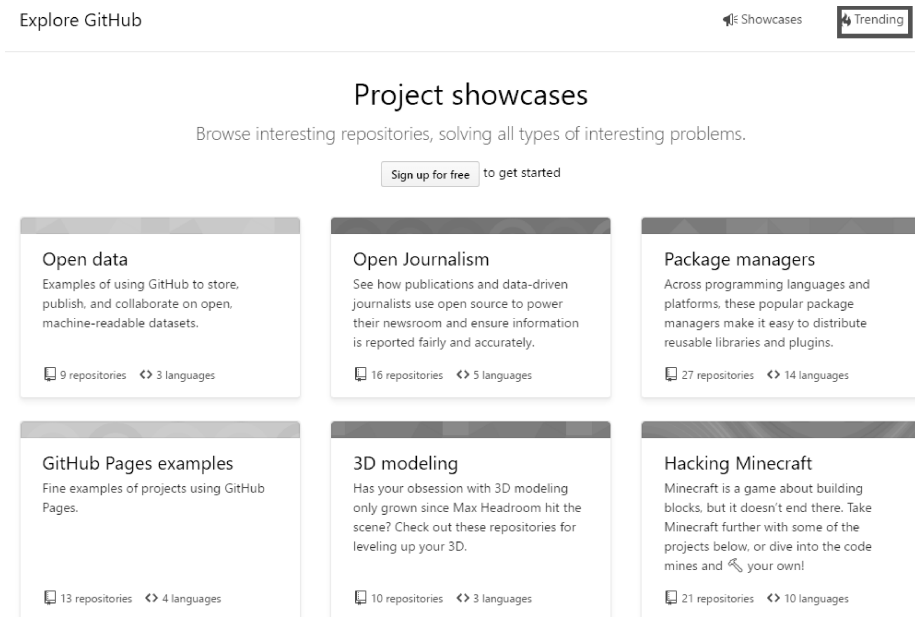 Explore GitHub
Showcases
Trending
Project showcases
Browse interesting repositories, solving all types of interesting problems.
Sign up for free to get started
Open data
Examples of using GitHub to store,
publish, and collaborate on open,
machine-readable datasets.
9 repositories 3 languages
Open Journalism
See how publications and data-driven
journalists use open source to power
their newsroom and ensure information
is reported fairly and accurately.
16 repositories 5 languages
Package managers
Across programming languages and
platforms, these popular package
managers make it easy to distribute
reusable libraries and plugins.
27 repositories 14 languages
GitHub Pages examples
Fine examples of projects using GitHub
Pages.
13 repositories 4 languages
3D modeling
Has your obsession with 3D modeling
only grown since Max Headroom hit the
scene? Check out these repositories for
leveling up your 3D.
10 repositories 3 languages
Hacking Minecraft
Minecraft is a game about building
blocks, but it doesn’t end there. Take
Minecraft further with some of the
projects below, or dive into the code
mines and ⛏ your own!
21 repositories 10 languages